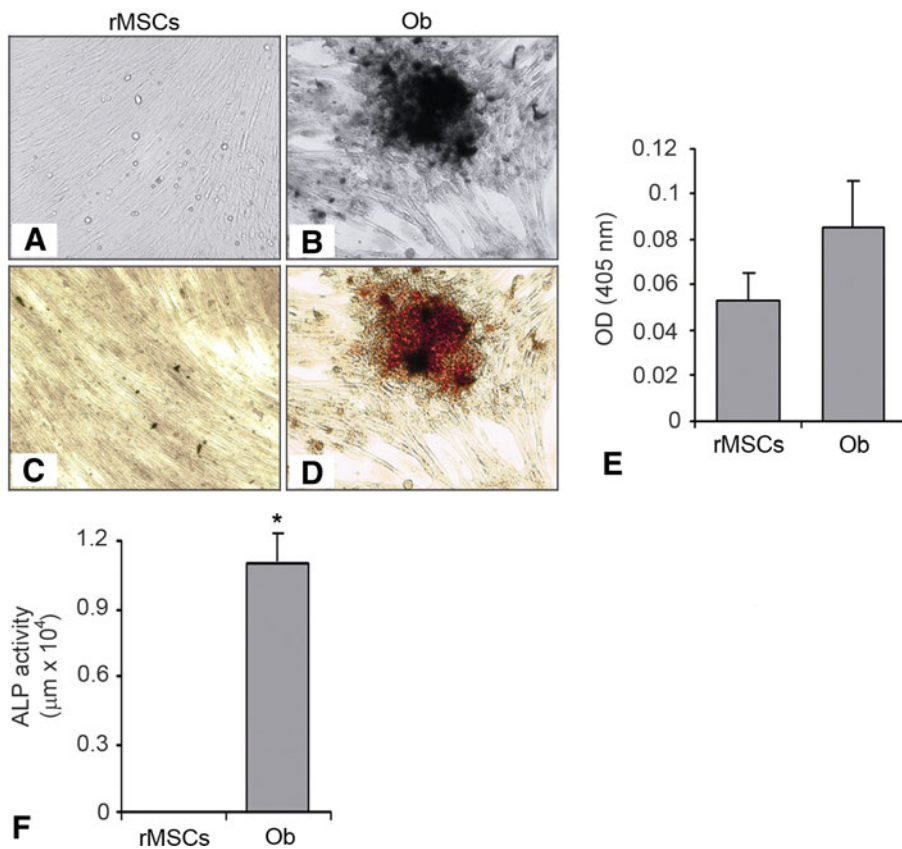 rMSCs Ob
A
B
C
D
OD (405 nm)
0.12
0.1
0.08
0.06
0.04
0.02
0
rMSCs Ob
E
ALP activity
(µm x 10⁴)
1.2
0.9
0.6
0.3
0
*
rMSCs Ob
F